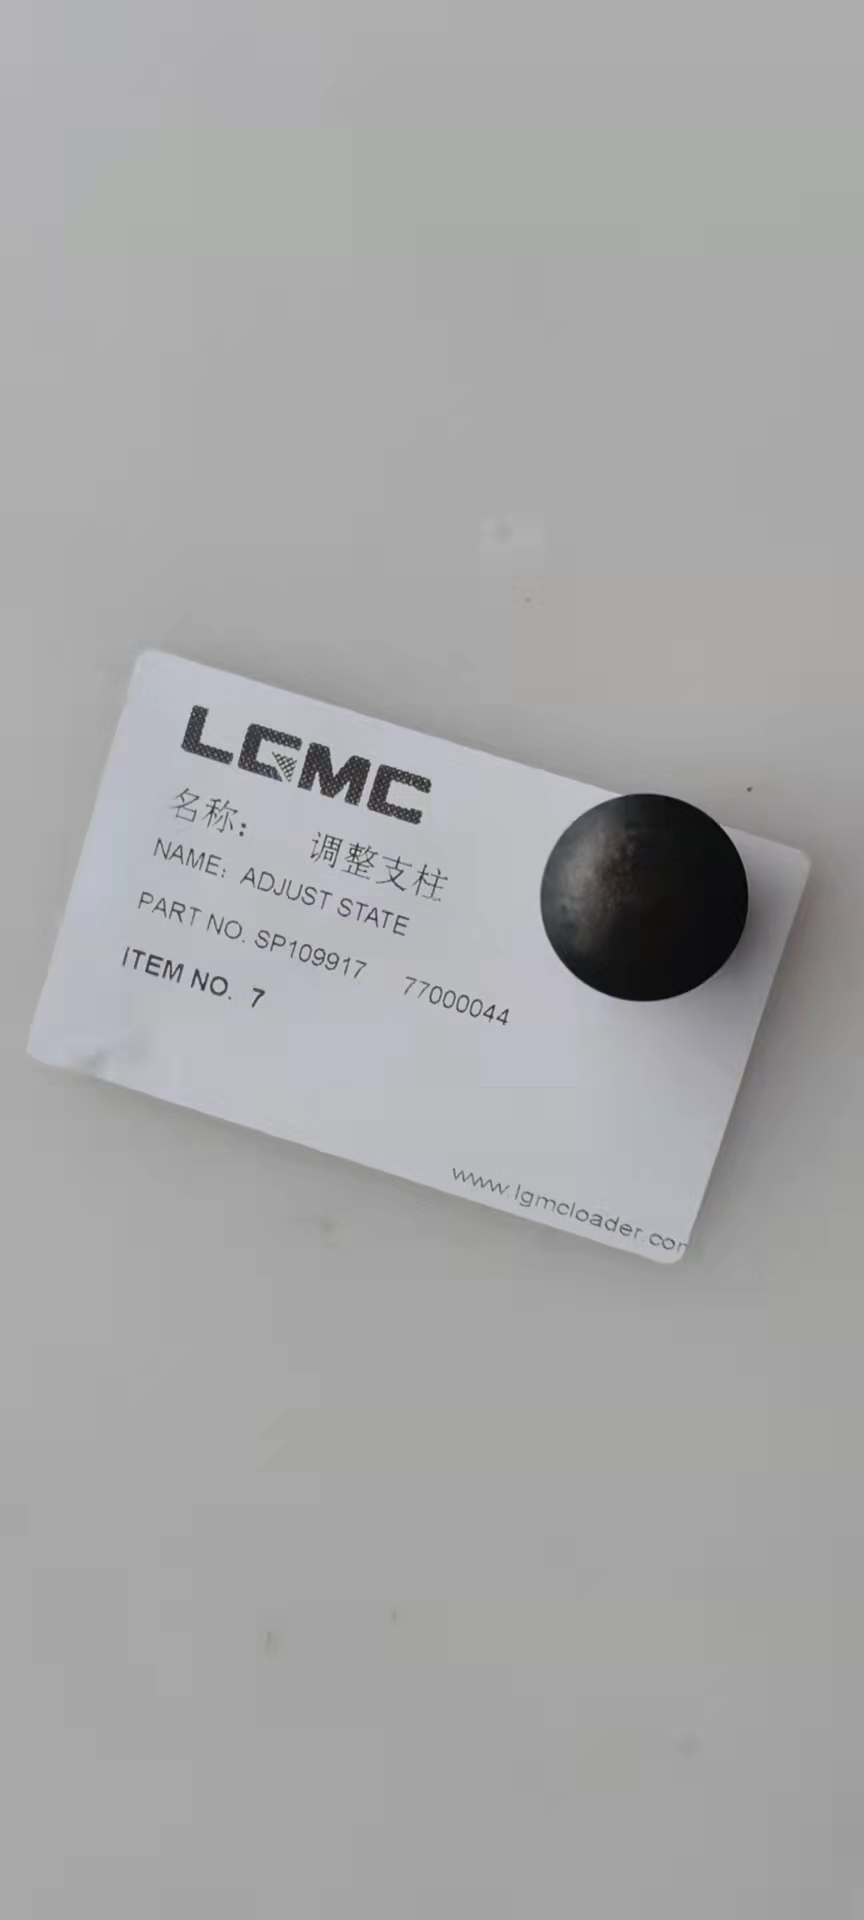 LGMC
名称： 调整支柱
NAME: ADJUST STATE
PART NO. SP109917 77000044
ITEM NO. 7
www.lgmcloader.com